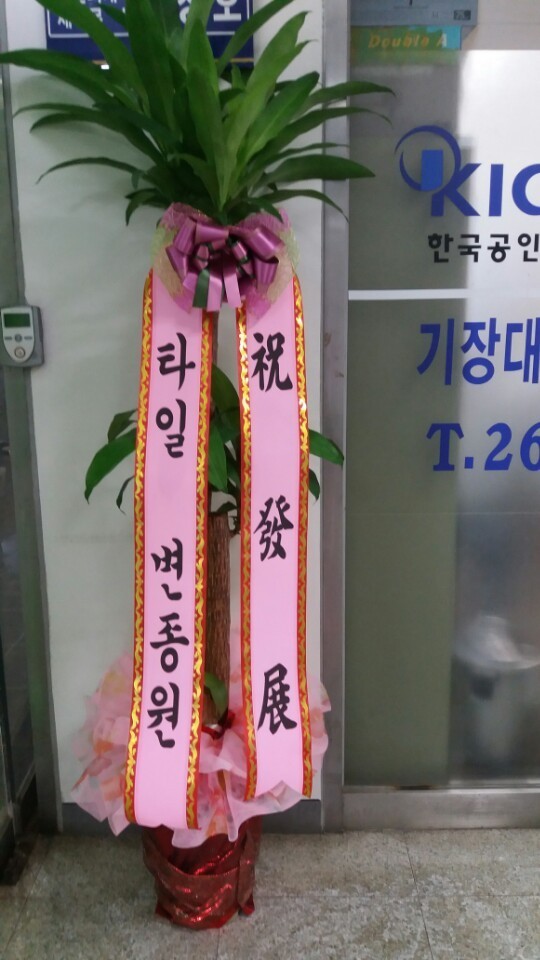 Double A
KIC
한국공인
기장대
T.26
타일 변종원
祝發展